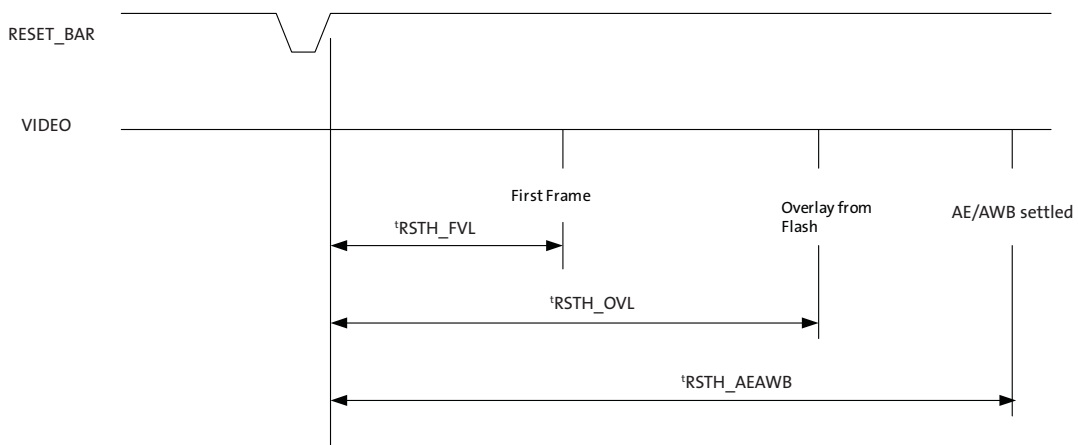 RESET_BAR
VIDEO
First Frame
Overlay from
Flash
AE/AWB settled
tRSTH_FVL
tRSTH_OVL
tRSTH_AEAWB